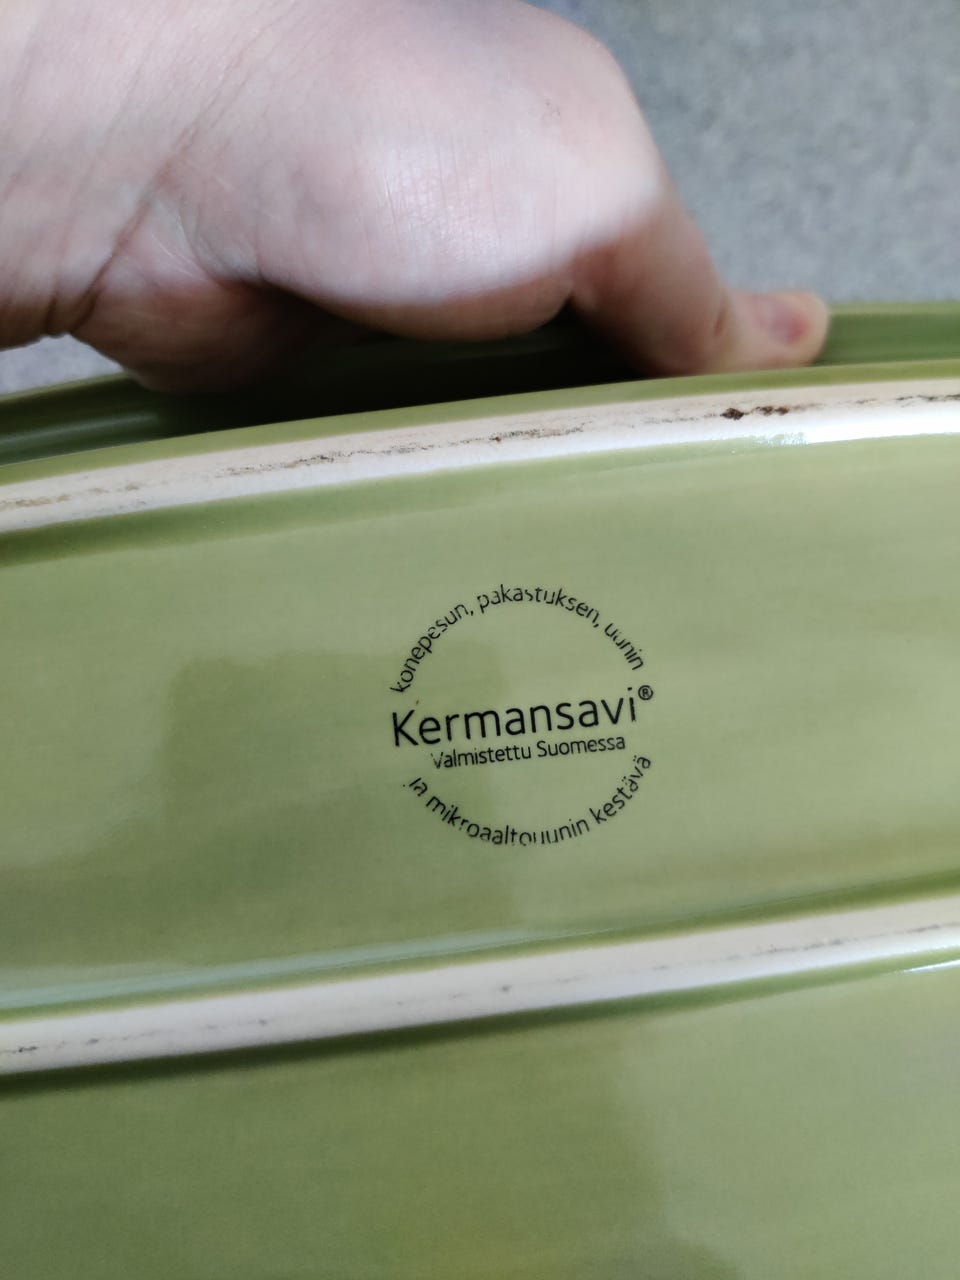 konepesun, pakastuksen, uunin
Kermansavi®
Valmistettu Suomessa
ja mikroaaltouunin kestävä